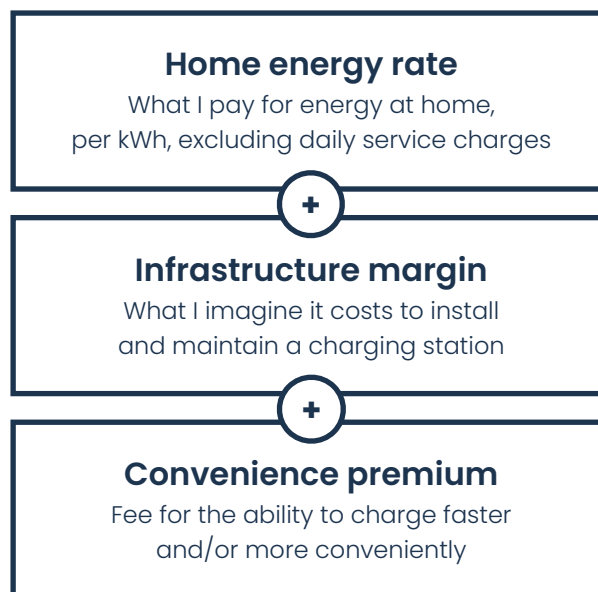 Home energy rate
What I pay for energy at home,
per kWh, excluding daily service charges
+
Infrastructure margin
What I imagine it costs to install
and maintain a charging station
+
Convenience premium
Fee for the ability to charge faster
and/or more conveniently